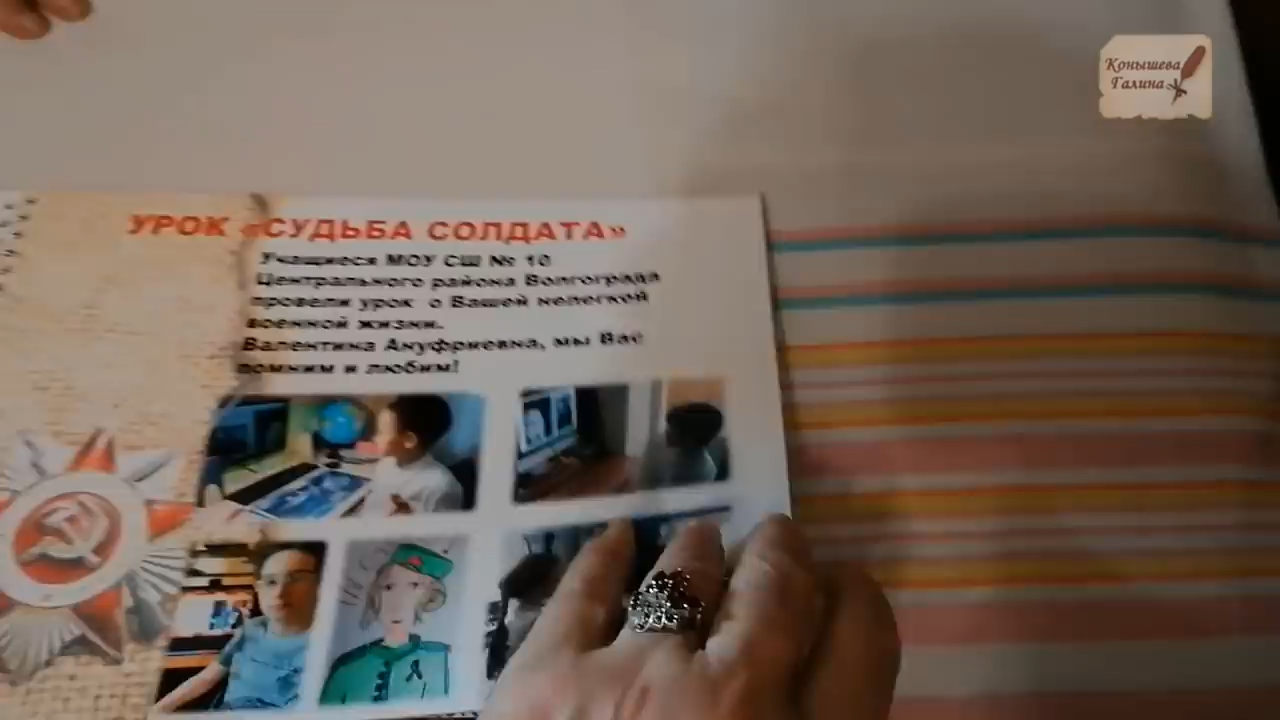 Конышева
Галина
УРОК «СУДЬБА СОЛДАТА»
Учащиеся МОУ СШ № 10
Центрального района Волгограда
провели урок о Вашей нелегкой
военной жизни.
Валентина Ануфриевна, мы Вас
помним и любим!